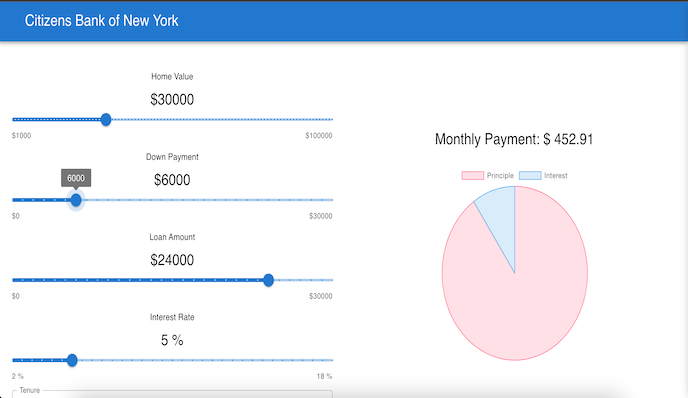 Citizens Bank of New York
Home Value
$30000
$1000 $100000
Down Payment
6000
$6000
$0 $30000
Loan Amount
$24000
$0 $30000
Interest Rate
5 %
2 % 18 %
Tenure
Monthly Payment: $ 452.91
Principle Interest